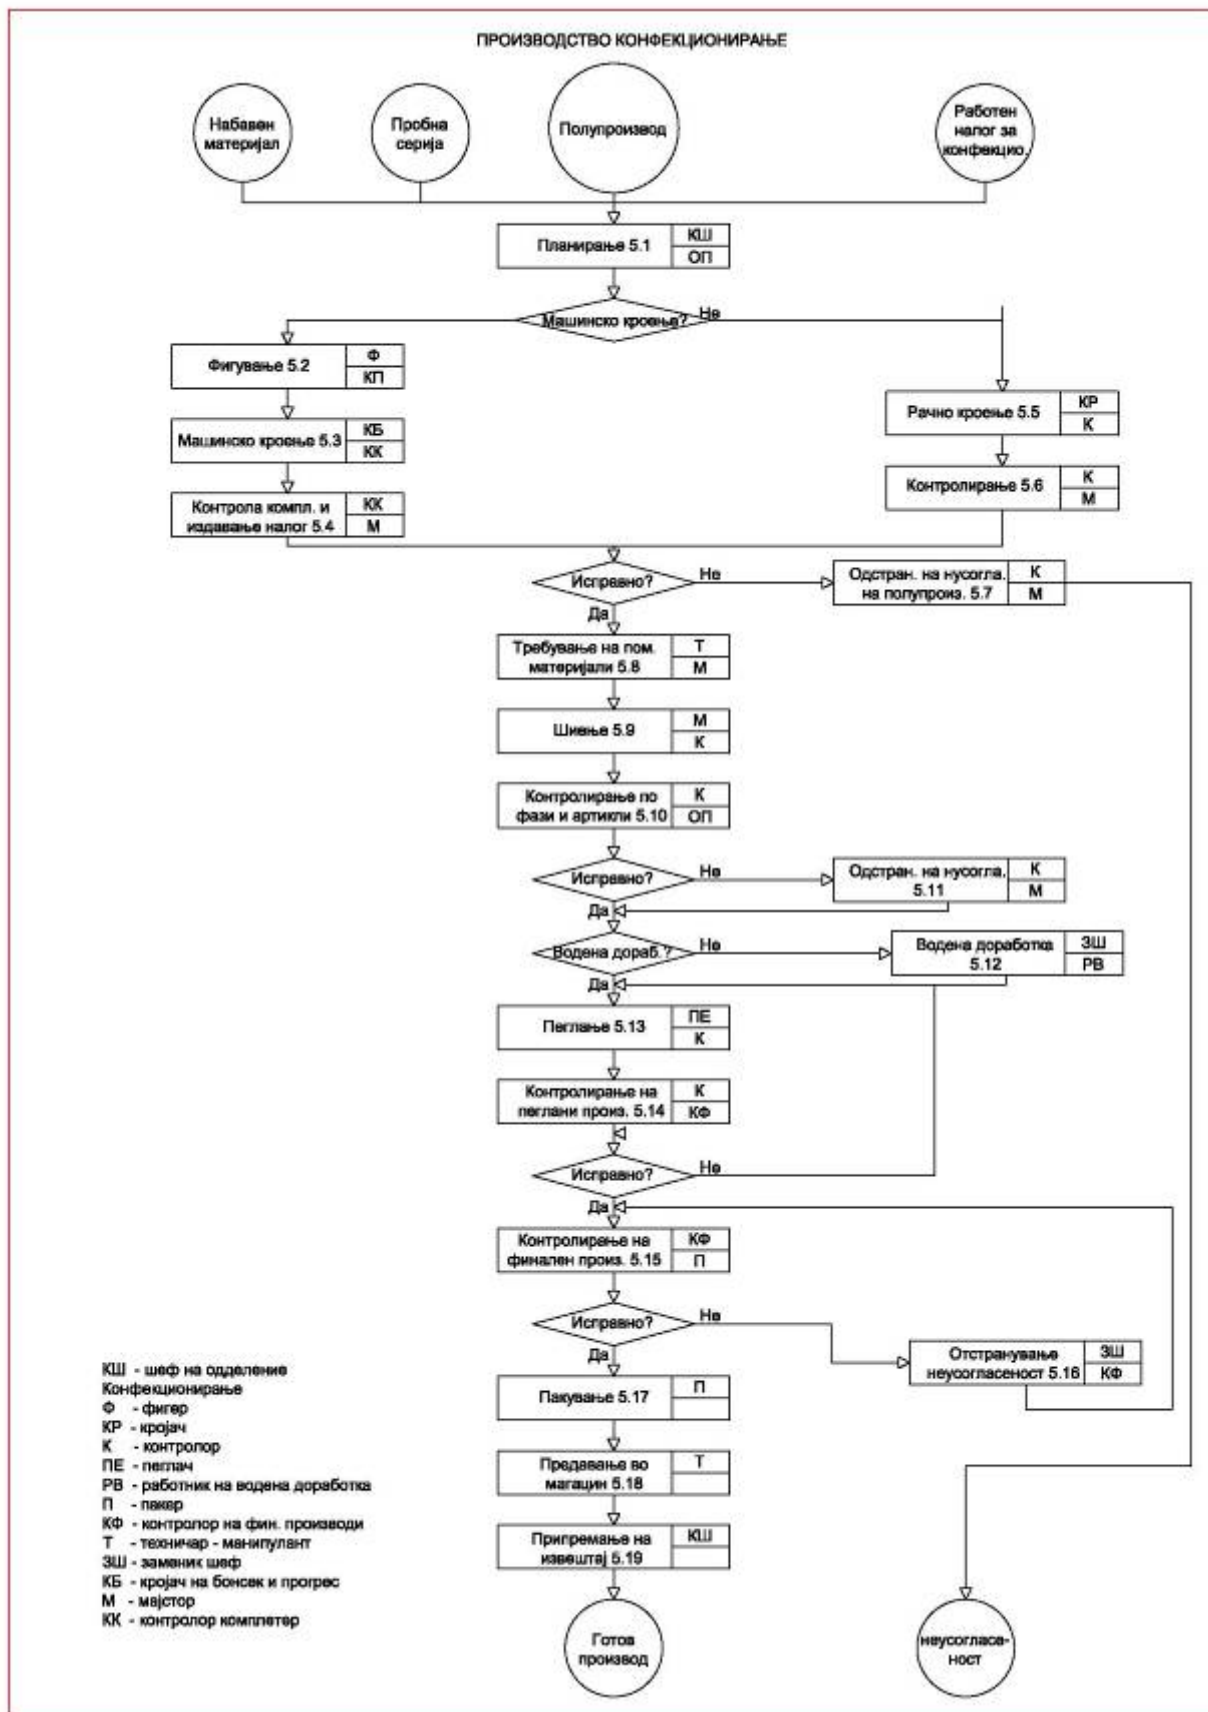 ПРОИЗВОДСТВО КОНФЕКЦИОНИРАЊЕ
Набавен
материјал
Пробна
серија
Полупроизвод
Работен
налог за
конфекцио.
Планирање 5.1
КШ
ОП
Машинско кроење?
Не
Фигување 5.2
Ф
КП
Рачно кроење 5.5
КР
К
Машинско кроење 5.3
КБ
КК
Контролирање 5.6
К
М
Контрола компл. и
издавање налог 5.4
КК
М
Исправно?
Не
Да
Одстран. на нусогла.
на полупроиз. 5.7
К
М
Требување на пом.
материјали 5.8
Т
М
Шиење 5.9
М
К
Контролирање по
фази и артикли 5.10
К
ОП
Исправно?
Не
Да
Одстран. на нусогла.
5.11
К
М
Водена дораб.?
Не
Да
Водена доработка
5.12
ЗШ
РВ
Пеглање 5.13
ПЕ
К
Контролирање на
пеглани произ. 5.14
К
КФ
Исправно?
Не
Да
Контролирање на
финален произ. 5.15
КФ
П
Исправно?
Не
Да
Отстранување
неусогласеност 5.16
ЗШ
КФ
Пакување 5.17
П
Предавање во
магацин 5.18
Т
Припремање на
извештај 5.19
КШ
Готов
производ
неусогласе-
ност
КШ - шеф на одделение
Конфекционирање
Ф - фигер
КР - кројач
К - контролор
ПЕ - пеглач
РВ - работник на водена доработка
П - пакер
КФ - контролор на фин. производи
Т - техничар - манипулант
ЗШ - заменик шеф
КБ - кројач на бонсек и прогрес
М - мајстор
КК - контролор комплетер